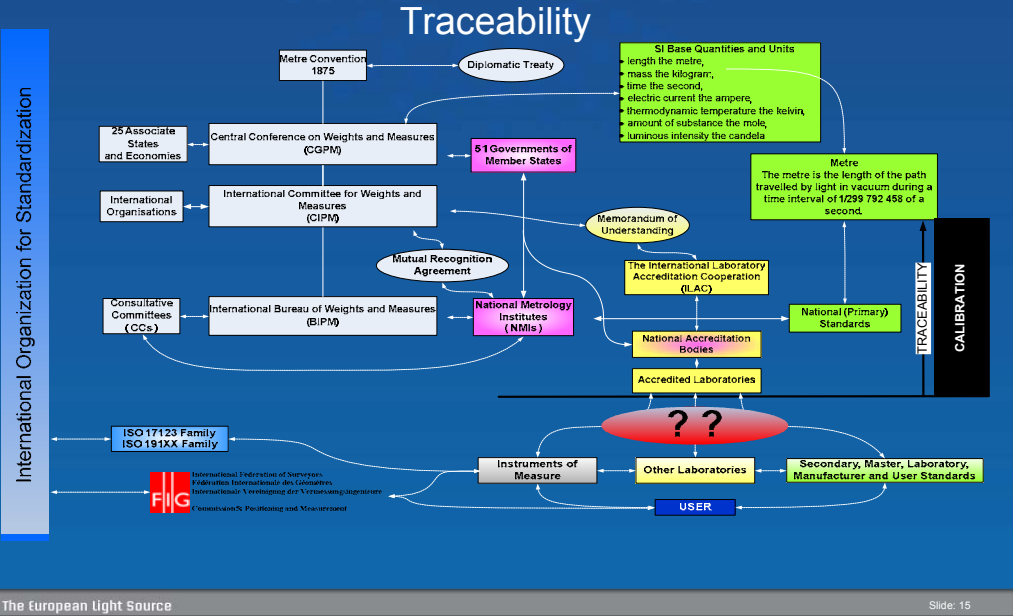 Traceability
International Organization for Standardization
Metre Convention
1875
Diplomatic Treaty
SI Base Quantities and Units
• length the metre,
• mass the kilogram,
• time the second,
• electric current the ampere,
• thermodynamic temperature the kelvin,
• amount of substance the mole,
• luminous intensity the candela
25 Associate
States
and Economies
Central Conference on Weights and Measures
(CGPM)
51 Governments of
Member States
Metre
The metre is the length of the path
travelled by light in vacuum during a
time interval of 1/299 792 458 of a
second.
International
Organisations
International Committee for Weights and
Measures
(CIPM)
Memorandum of
Understanding
Mutual Recognition
Agreement
The International Laboratory
Accreditation Cooperation
(ILAC)
TRACEABILITY
CALIBRATION
Consultative
Committees
(CCs)
International Bureau of Weights and Measures
(BIPM)
National Metrology
Institutes
(NMIs)
National (Primary)
Standards
National Accreditation
Bodies
Accredited Laboratories
? ?
ISO 17123 Family
ISO 191XX Family
Instruments of
Measure
Other Laboratories
Secondary, Master, Laboratory,
Manufacturer and User Standards
FIG
International Federation of Surveyors
Fédération Internationale des Géomètres
Internationale Vereinigung der Vermessungsingenieure
Commission 5: Positioning and Measurement
USER
The European Light Source
Slide: 15